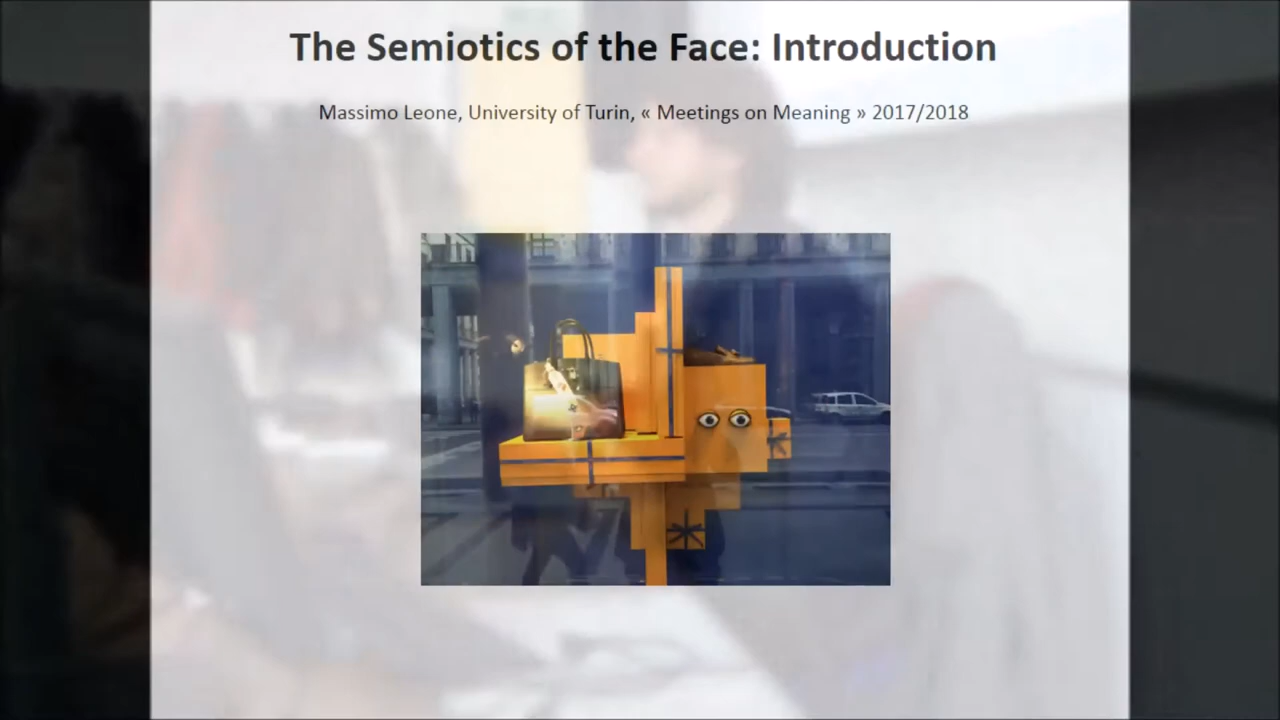 The Semiotics of the Face: Introduction
Massimo Leone, University of Turin, « Meetings on Meaning » 2017/2018